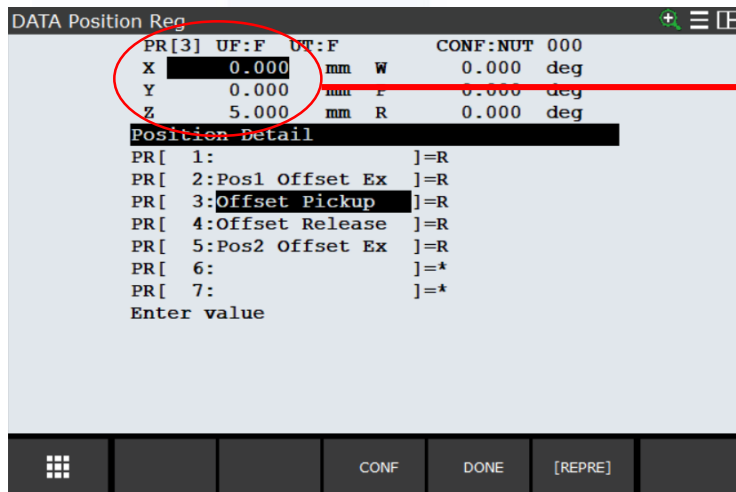 DATA Position Reg
PR[3] UF:F UT:F CONF:NUT 000
X 0.000 mm W 0.000 deg
Y 0.000 mm P 0.000 deg
Z 5.000 mm R 0.000 deg
Position Detail
PR[ 1: ]=R
PR[ 2:Pos1 Offset Ex ]=R
PR[ 3:Offset Pickup ]=R
PR[ 4:Offset Release ]=R
PR[ 5:Pos2 Offset Ex ]=R
PR[ 6: ]=*
PR[ 7: ]=*
Enter value
CONF DONE [REPRE]